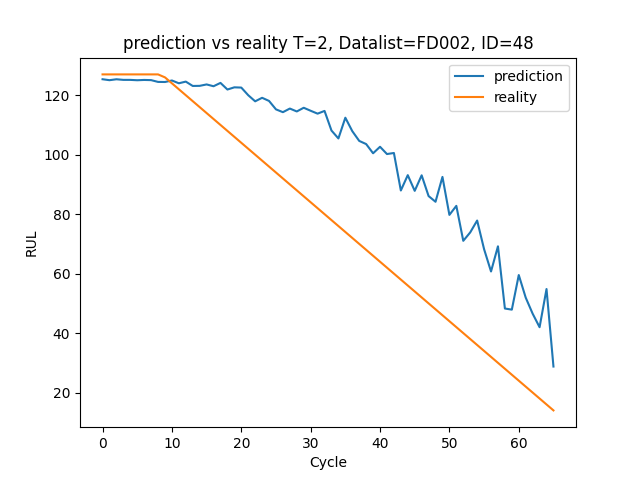 prediction vs reality T=2, Datalist=FD002, ID=48
prediction
reality
120
100
80
60
40
20
RUL
0 10 20 30 40 50 60
Cycle